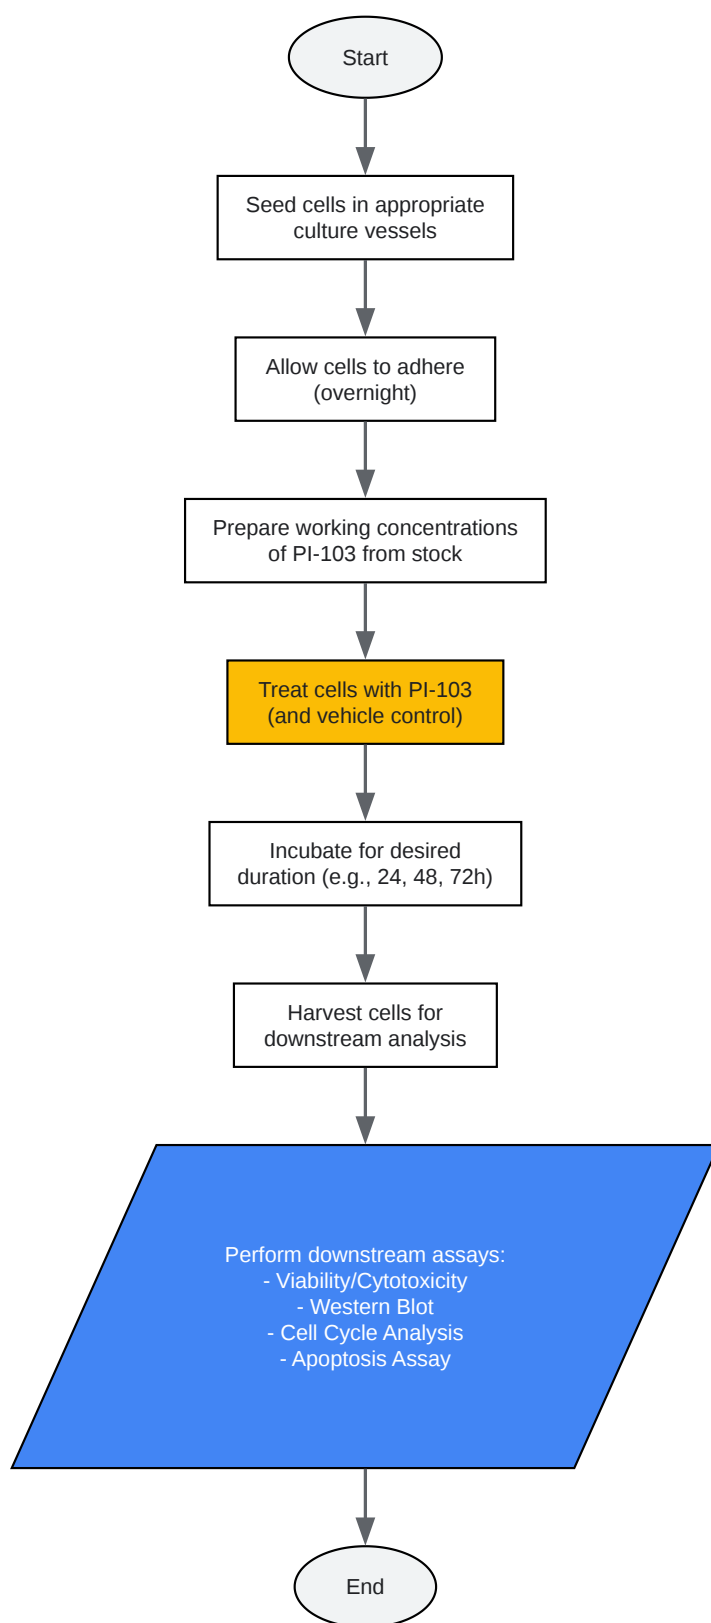 Start
Seed cells in appropriate
culture vessels
Allow cells to adhere
(overnight)
Prepare working concentrations
of PI-103 from stock
Treat cells with PI-103
(and vehicle control)
Incubate for desired
duration (e.g., 24, 48, 72h)
Harvest cells for
downstream analysis
Perform downstream assays:
- Viability/Cytotoxicity
- Western Blot
- Cell Cycle Analysis
- Apoptosis Assay
End